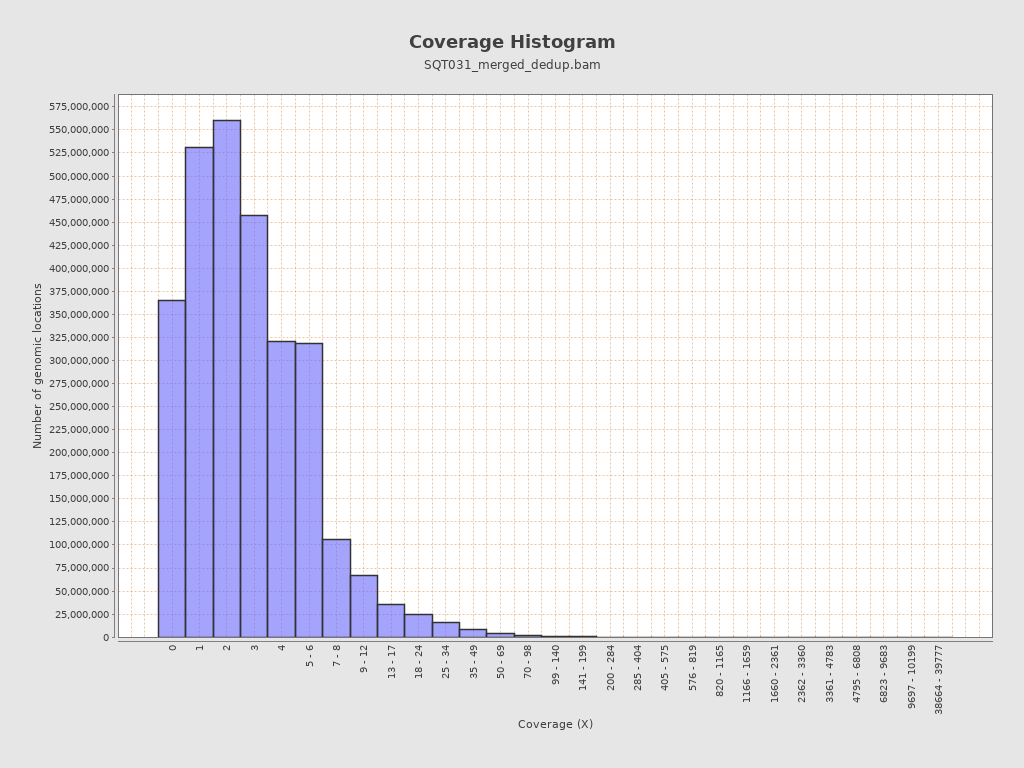 Coverage Histogram
SQT031_merged_dedup.bam
Number of genomic locations
575,000,000
550,000,000
525,000,000
500,000,000
475,000,000
450,000,000
425,000,000
400,000,000
375,000,000
350,000,000
325,000,000
300,000,000
275,000,000
250,000,000
225,000,000
200,000,000
175,000,000
150,000,000
125,000,000
100,000,000
75,000,000
50,000,000
25,000,000
0
0
1
2
3
4
5 - 6
7 - 8
9 - 12
13 - 17
18 - 24
25 - 34
35 - 49
50 - 69
70 - 98
99 - 140
141 - 199
200 - 284
285 - 404
405 - 575
576 - 819
820 - 1165
1166 - 1659
1660 - 2361
2362 - 3360
3361 - 4783
4795 - 6808
6823 - 9683
9697 - 10199
38664 - 39777
Coverage (X)